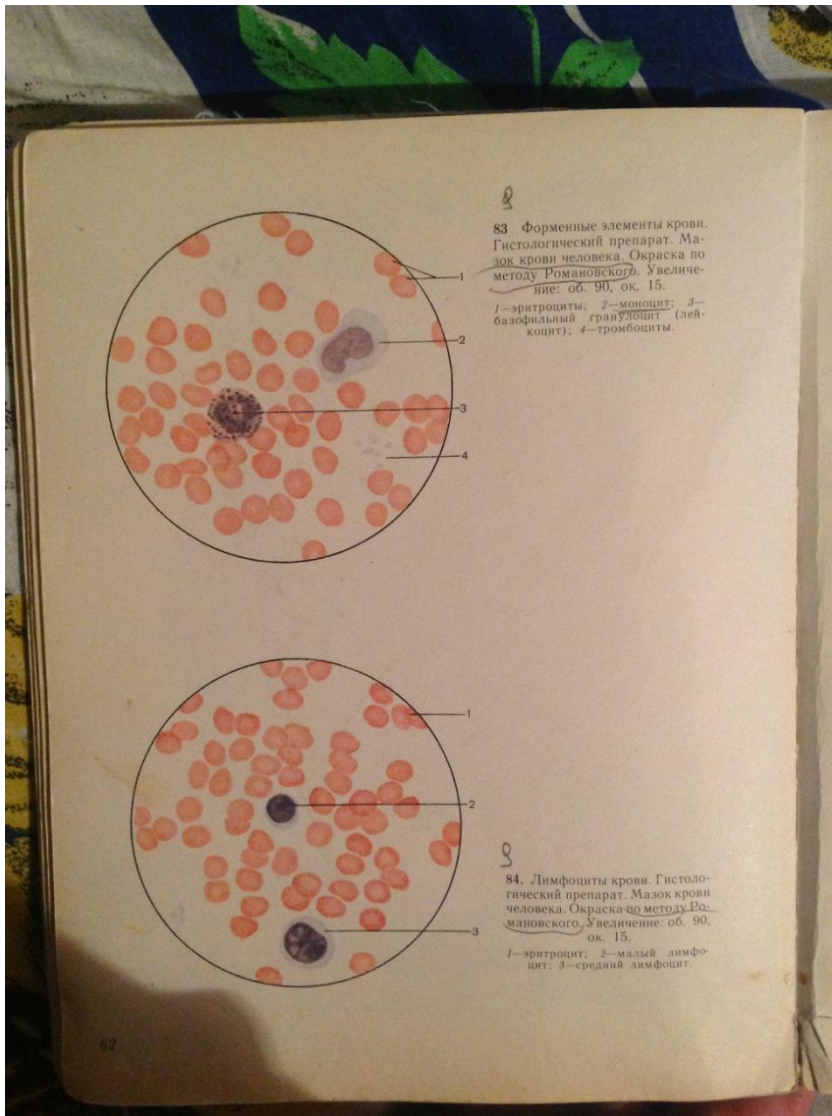 83 Форменные элементы крови.
Гистологический препарат. Ма-
зок крови человека. Окраска по
методу Романовского. Увеличе-
ние: об. 90, ок. 15.
1—эритроциты; 2—моноцит; 3—
базофильный гранулоцит (лей-
коцит); 4—тромбоциты.
1
2
3
4
84. Лимфоциты крови. Гистоло-
гический препарат. Мазок крови
человека. Окраска по методу Ро-
мановского. Увеличение: об. 90,
ок. 15.
1—эритроцит; 2—малый лимфо-
цит; 3—средний лимфоцит.
1
2
3
62